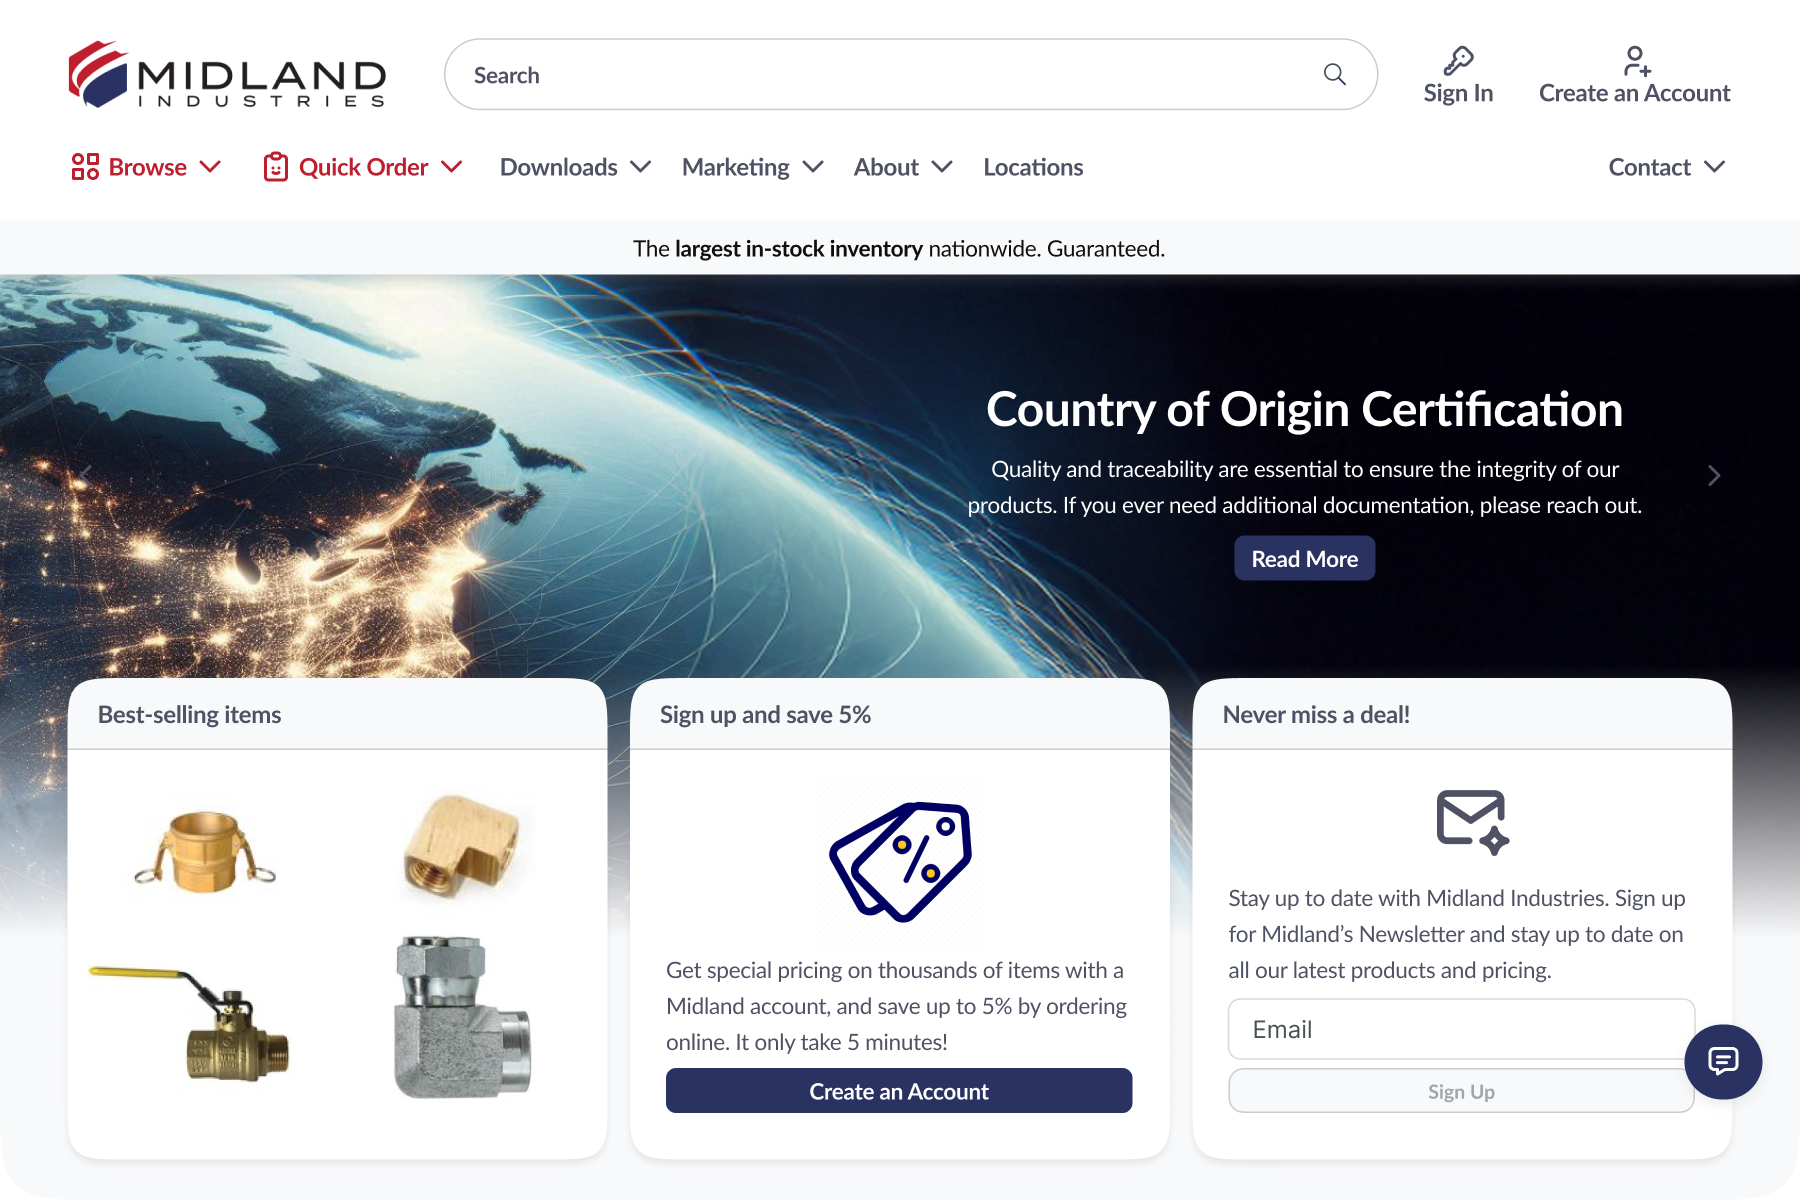 MIDLAND
INDUSTRIES
Search
Sign In
Create an Account
Browse
Quick Order
Downloads
Marketing
About
Locations
Contact
The largest in-stock inventory nationwide. Guaranteed.
Country of Origin Certification
Quality and traceability are essential to ensure the integrity of our
products. If you ever need additional documentation, please reach out.
Read More
Best-selling items
Sign up and save 5%
Get special pricing on thousands of items with a
Midland account, and save up to 5% by ordering
online. It only take 5 minutes!
Create an Account
Never miss a deal!
Stay up to date with Midland Industries. Sign up
for Midland’s Newsletter and stay up to date on
all our latest products and pricing.
Email
Sign Up